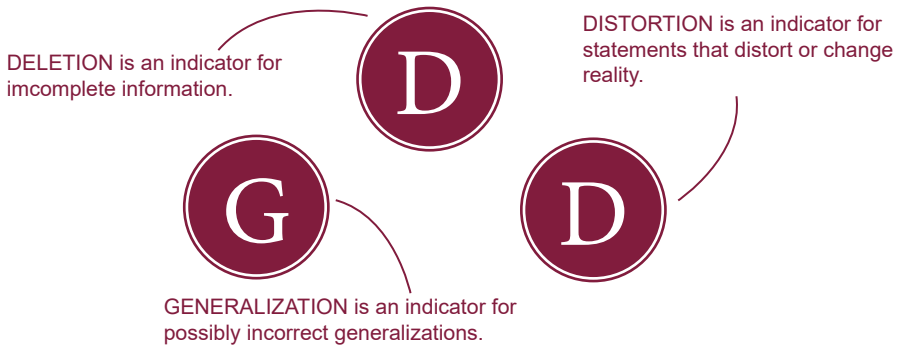 DELETION is an indicator for
imcomplete information.
D
DISTORTION is an indicator for
statements that distort or change
reality.
G
D
GENERALIZATION is an indicator for
possibly incorrect generalizations.